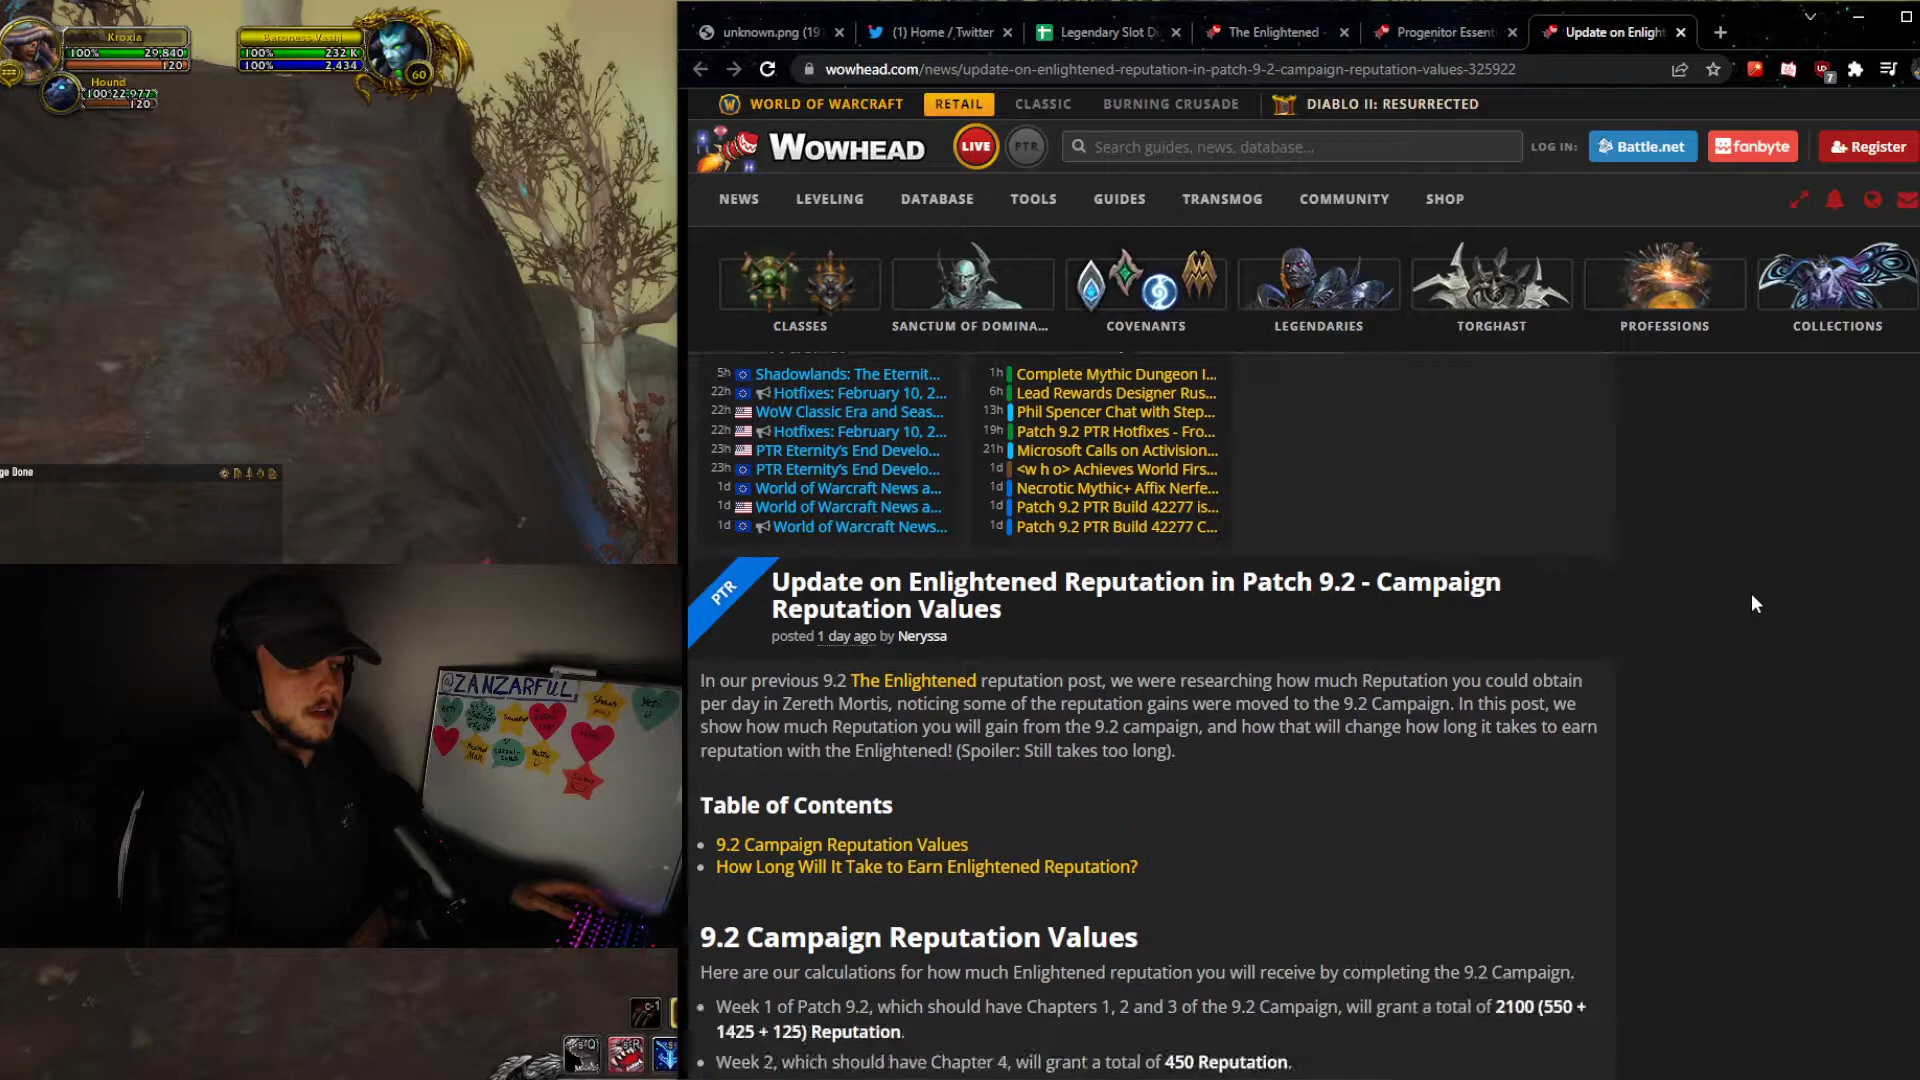 Kroxia
100% 29,840
120
Hound
100% 22,977
120
Baroness Vashj
100% 232 K
100% 2,434
60
ge Done
@ZANZARFUL
c-1
s-Q
s-R
unknown.png (19
(1) Home / Twitter
Legendary Slot Di
The Enlightened -
Progenitor Essent
Update on Enligh
wowhead.com/news/update-on-enlightened-reputation-in-patch-9-2-campaign-reputation-values-325922
7
WORLD OF WARCRAFT RETAIL CLASSIC BURNING CRUSADE DIABLO II: RESURRECTED
WOWHEAD LIVE PTR Search guides, news, database... LOG IN: Battle.net fanbyte Register
NEWS LEVELING DATABASE TOOLS GUIDES TRANSMOG COMMUNITY SHOP
CLASSES SANCTUM OF DOMINA... COVENANTS LEGENDARIES TORGHAST PROFESSIONS COLLECTIONS
5h Shadowlands: The Eternit...
22h Hotfixes: February 10, 2...
22h WoW Classic Era and Seas...
22h Hotfixes: February 10, 2...
23h PTR Eternity's End Develo...
23h PTR Eternity's End Develo...
1d World of Warcraft News a...
1d World of Warcraft News a...
1d World of Warcraft News...
1h Complete Mythic Dungeon I...
6h Lead Rewards Designer Rus...
13h Phil Spencer Chat with Step...
19h Patch 9.2 PTR Hotfixes - Fro...
21h Microsoft Calls on Activision...
1d <w h o> Achieves World Firs...
1d Necrotic Mythic+ Affix Nerfe...
1d Patch 9.2 PTR Build 42277 is...
1d Patch 9.2 PTR Build 42277 C...
PTR
Update on Enlightened Reputation in Patch 9.2 - Campaign
Reputation Values
posted 1 day ago by Neryssa
In our previous 9.2 The Enlightened reputation post, we were researching how much Reputation you could obtain
per day in Zereth Mortis, noticing some of the reputation gains were moved to the 9.2 Campaign. In this post, we
show how much Reputation you will gain from the 9.2 campaign, and how that will change how long it takes to earn
reputation with the Enlightened! (Spoiler: Still takes too long).
Table of Contents
9.2 Campaign Reputation Values
How Long Will It Take to Earn Enlightened Reputation?
9.2 Campaign Reputation Values
Here are our calculations for how much Enlightened reputation you will receive by completing the 9.2 Campaign.
Week 1 of Patch 9.2, which should have Chapters 1, 2 and 3 of the 9.2 Campaign, will grant a total of 2100 (550 +
1425 + 125) Reputation.
Week 2, which should have Chapter 4, will grant a total of 450 Reputation.